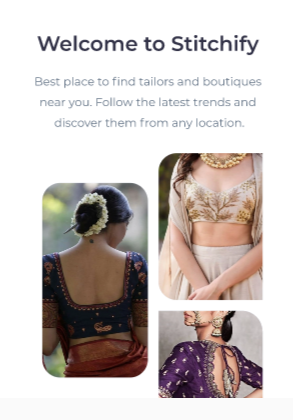 Welcome to Stitchify
Best place to find tailors and boutiques
near you. Follow the latest trends and
discover them from any location.